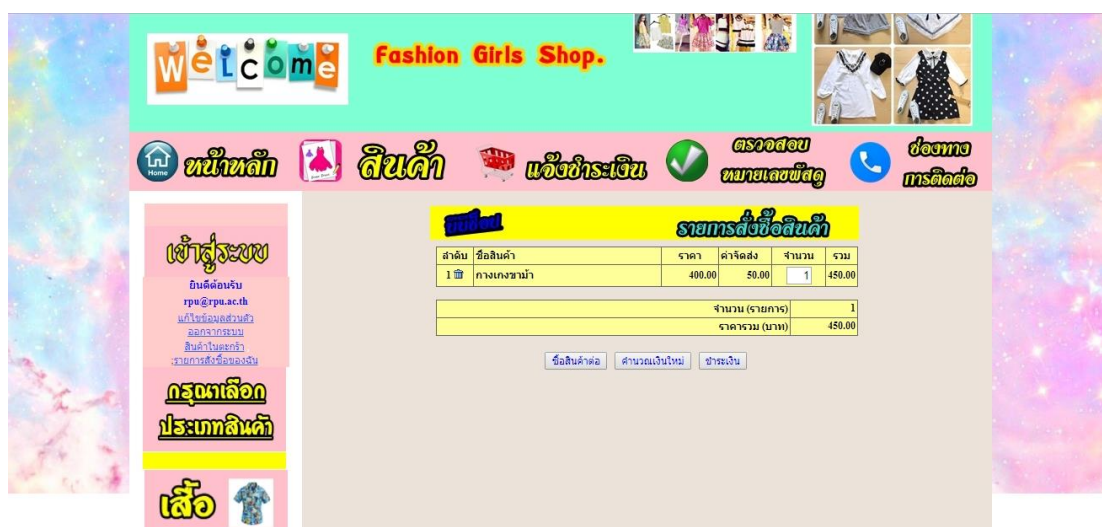 Welcome
Fashion Girls Shop.
Home หน้าหลัก
สินค้า
แจ้งชำระเงิน
ตรวจสอบ
หมายเลขพัสดุ
ช่องทาง
การติดต่อ
เข้าสู่ระบบ
ยินดีต้อนรับ
rpu@rpu.ac.th
แก้ไขข้อมูลส่วนตัว
ออกจากระบบ
สินค้าในตะกร้า
:รายการสั่งซื้อของฉัน
กรุณาเลือก
ประเภทสินค้า
เสื้อ
รายการสั่งซื้อสินค้า
ลำดับ ชื่อสินค้า ราคา ค่าจัดส่ง จำนวน รวม
1 กางเกงขาม้า 400.00 50.00 1 450.00
จำนวน (รายการ) 1
ราคารวม (บาท) 450.00
ซื้อสินค้าต่อ คำนวณเงินใหม่ ชำระเงิน